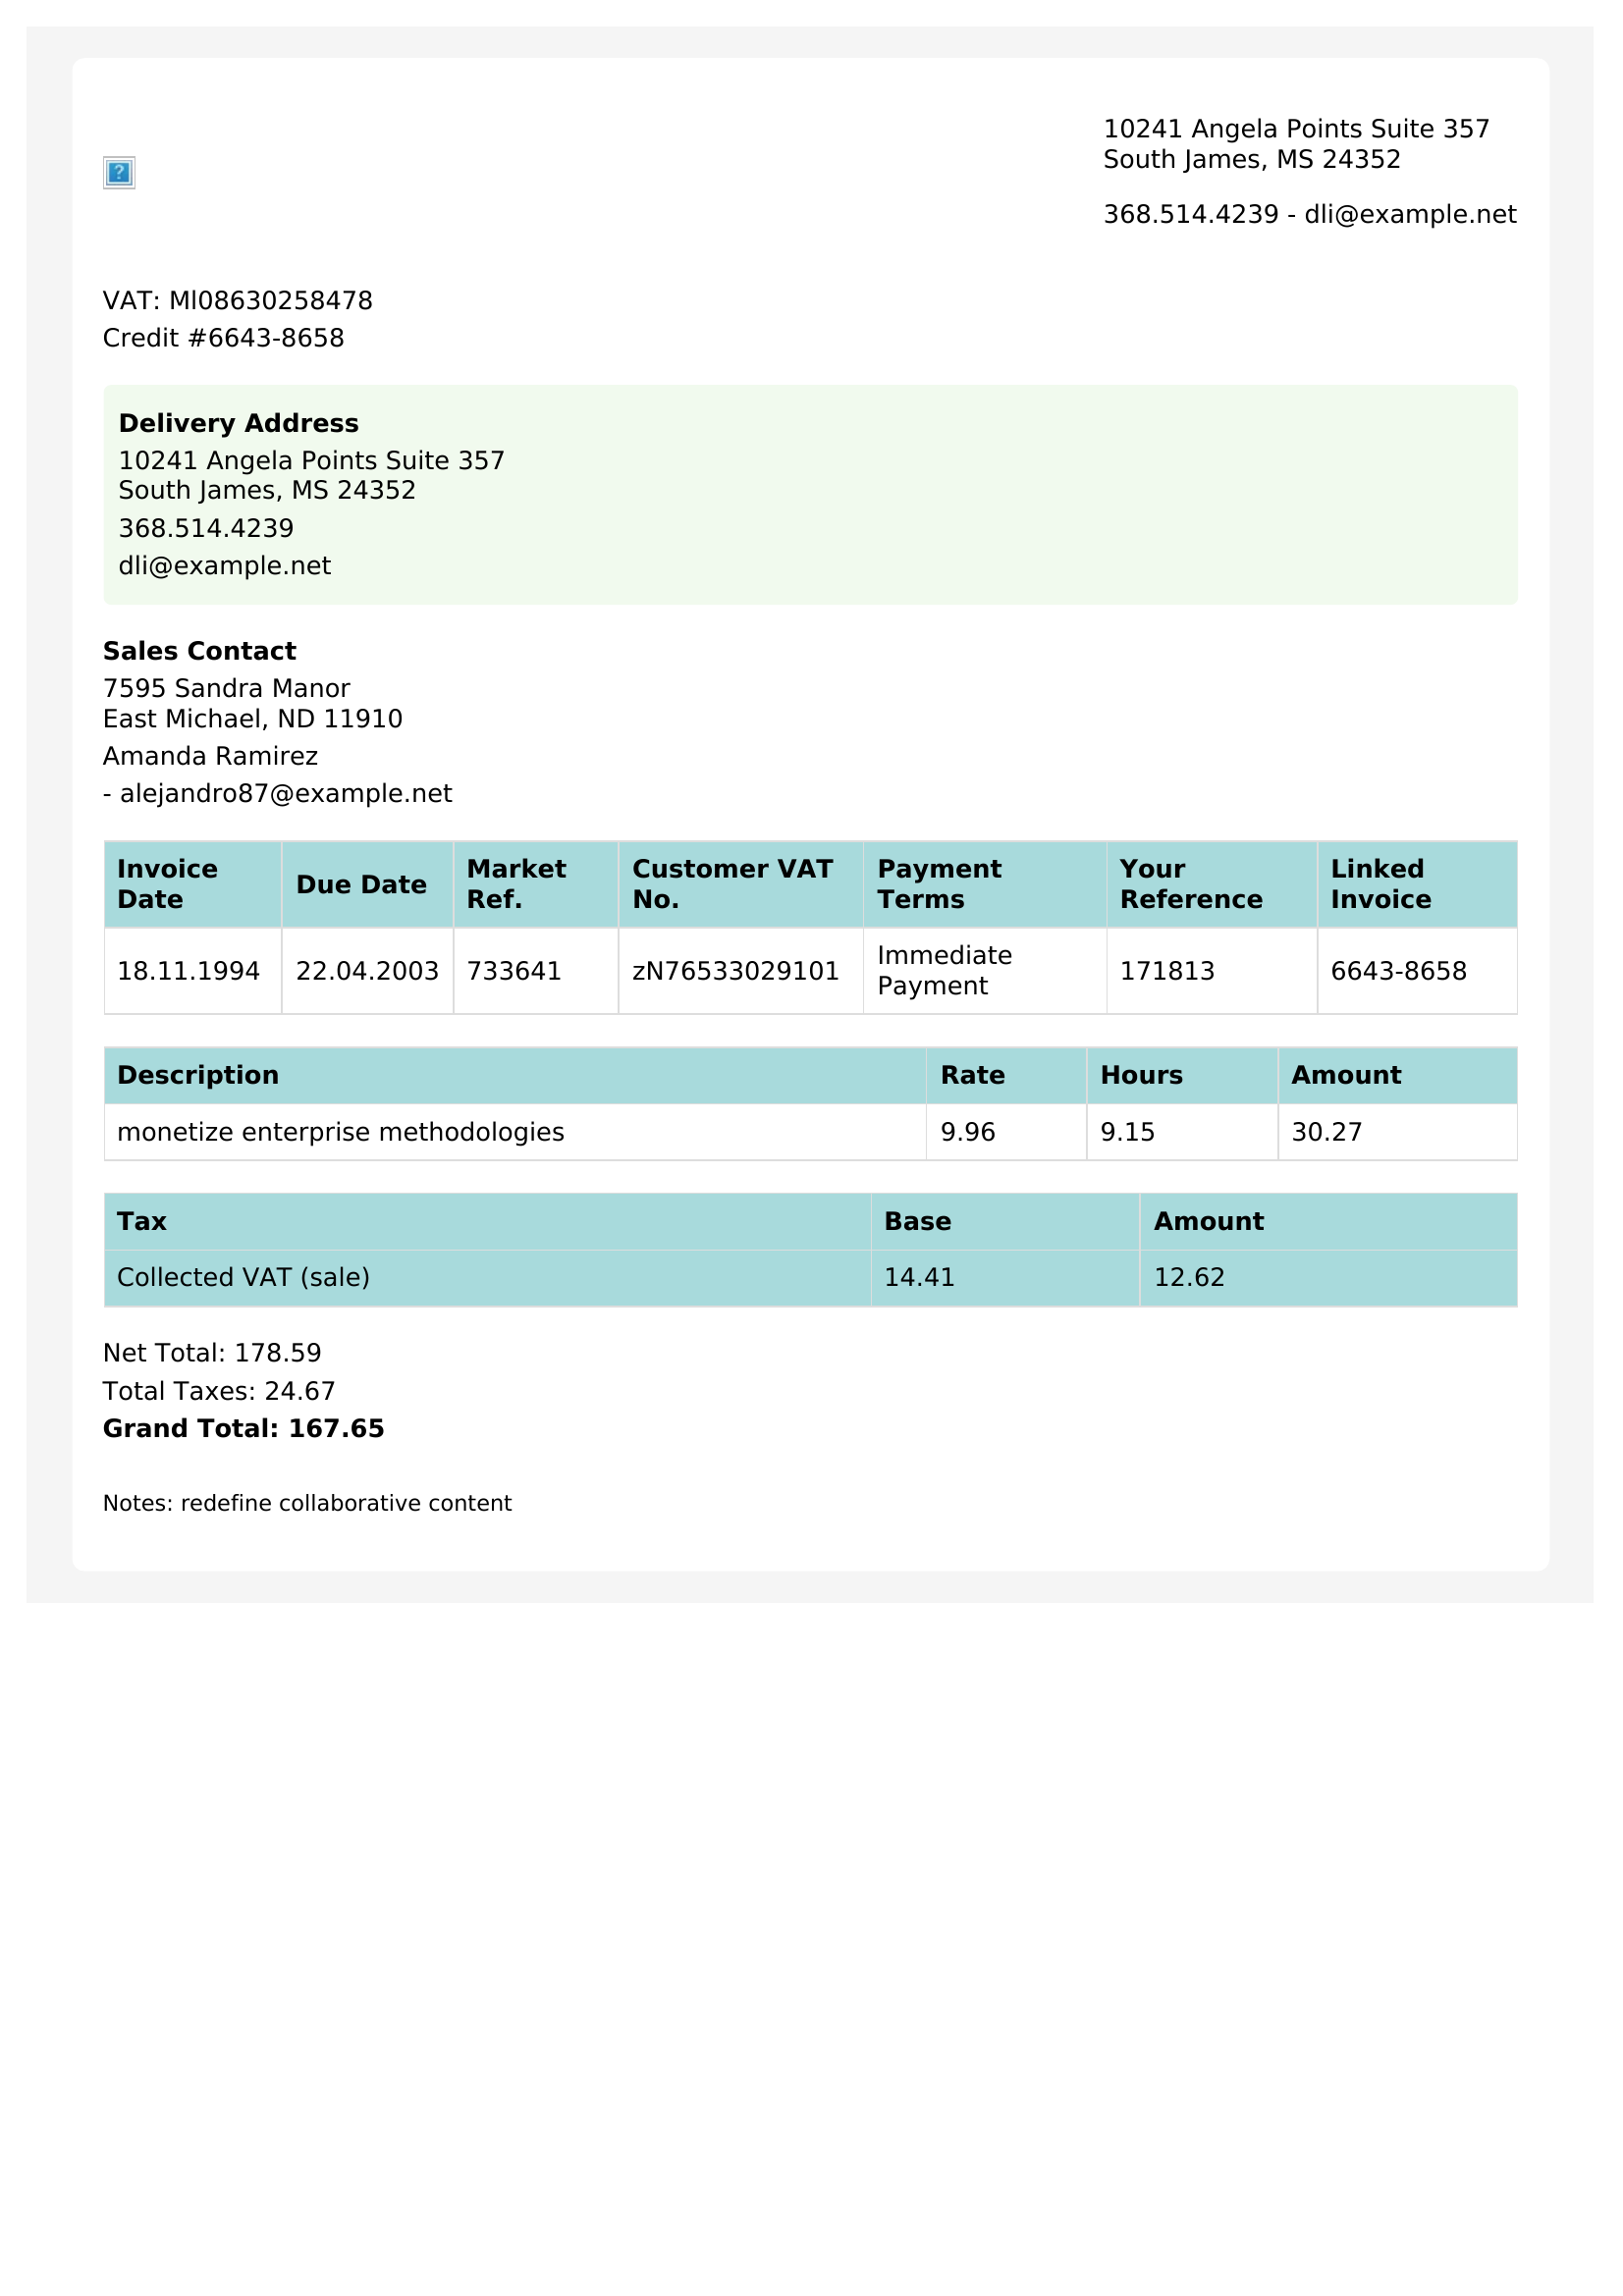 10241 Angela Points Suite 357
South James, MS 24352
368.514.4239 - dli@example.net
VAT: Ml08630258478
Credit #6643-8658
Delivery Address
10241 Angela Points Suite 357
South James, MS 24352
368.514.4239
dli@example.net
Sales Contact
7595 Sandra Manor
East Michael, ND 11910
Amanda Ramirez
- alejandro87@example.net
Invoice Date Due Date Market Ref. Customer VAT No. Payment Terms Your Reference Linked Invoice
18.11.1994 22.04.2003 733641 zN76533029101 Immediate Payment 171813 6643-8658
Description Rate Hours Amount
monetize enterprise methodologies 9.96 9.15 30.27
Tax Base Amount
Collected VAT (sale) 14.41 12.62
Net Total: 178.59
Total Taxes: 24.67
Grand Total: 167.65
Notes: redefine collaborative content